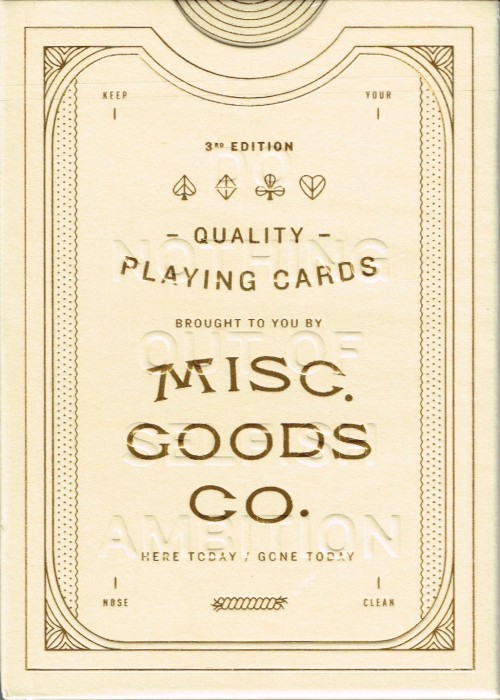 KEEP
YOUR
3RD EDITION
DO
– QUALITY –
NOTHING
PLAYING CARDS
BROUGHT TO YOU BY
OUT OF
MISC.
GOODS
SELFISH
CO.
AMBITION
HERE TODAY / GONE TODAY
NOSE
CLEAN